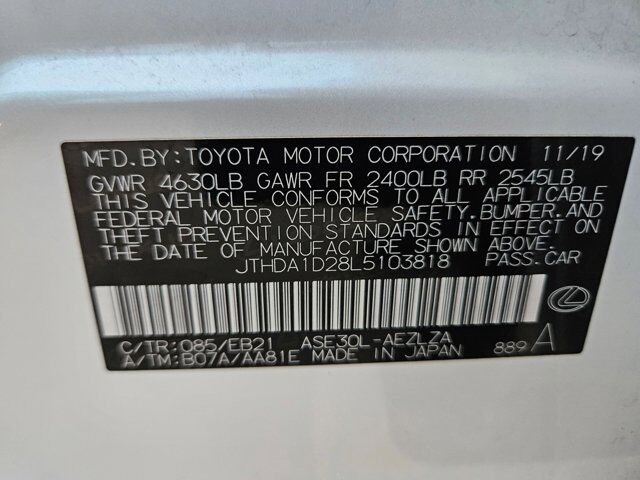 MFD. BY: TOYOTA MOTOR CORPORATION 11/19
GVWR 4630LB GAWR FR 2400LB RR 2545LB
THIS VEHICLE CONFORMS TO ALL APPLICABLE
FEDERAL MOTOR VEHICLE SAFETY, BUMPER, AND
THEFT PREVENTION STANDARDS IN EFFECT ON
THE DATE OF MANUFACTURE SHOWN ABOVE.
JTHDA1D28L5103818 PASS. CAR
C/TR: 085/EB21 ASE30L-AEZLZA
A/TM: B07A/AA81E MADE IN JAPAN 889 A